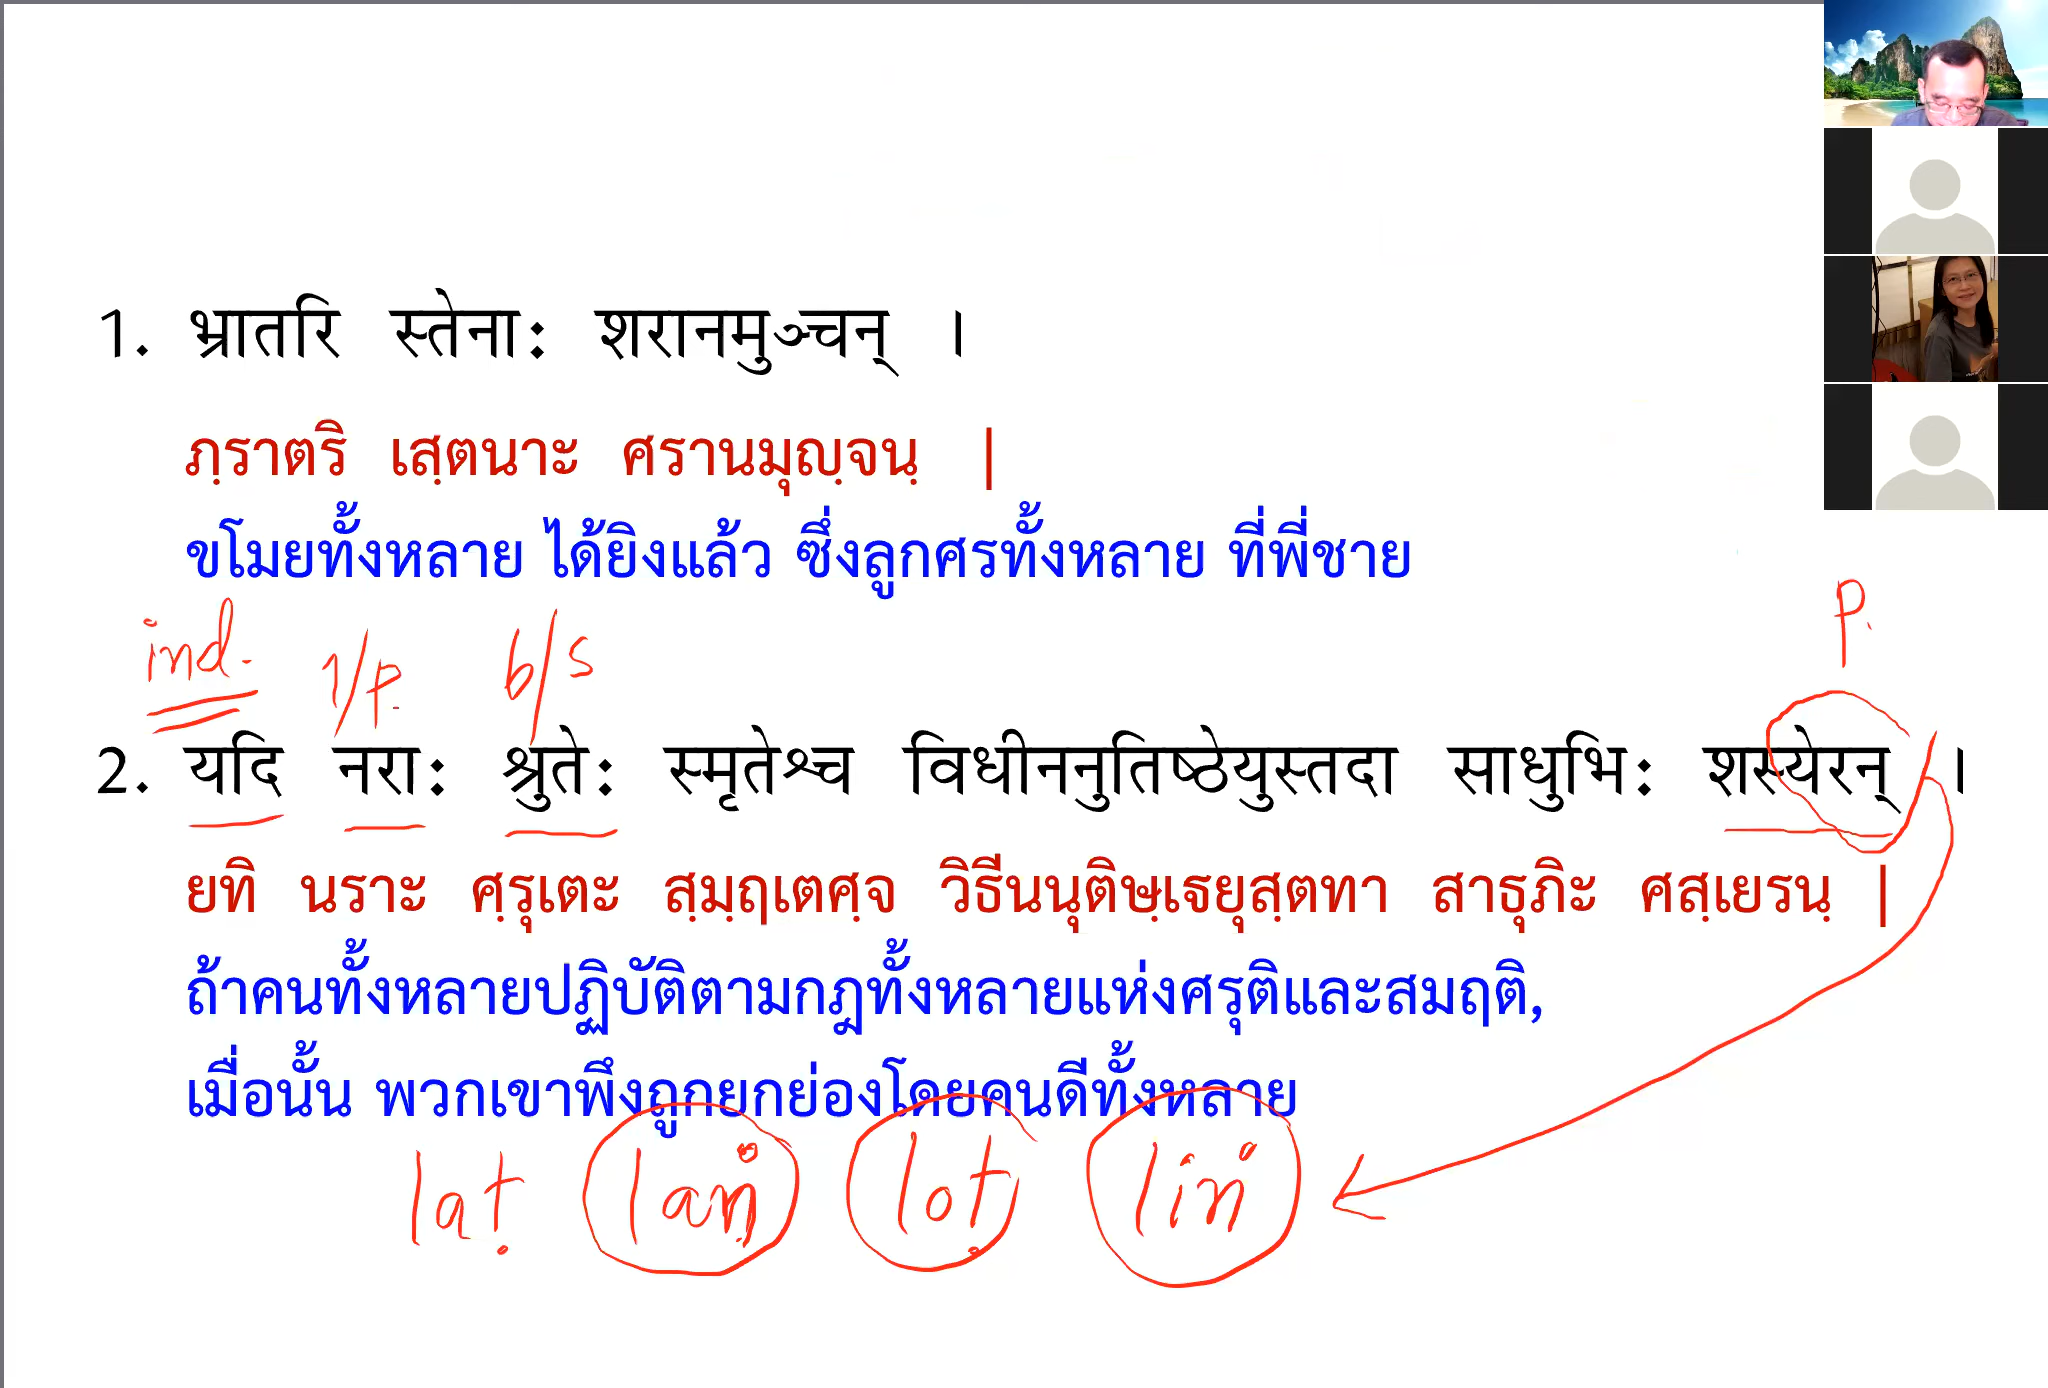 1. भ्रातरि स्तेनाः शरानमुञ्चन् ।
ภฺราตริ เสฺตนาะ ศรานมุญฺจนฺ |
ขโมยทั้งหลาย ได้ยิงแล้ว ซึ่งลูกศรทั้งหลาย ที่พี่ชาย
ind. 1/p. 6/s p.
2. यदि नराः श्रुतेः स्मृतेश्च विधीननुतिष्ठेयुस्तदा साधुभिः शस्येरन् ।
ยทิ นราะ ศฺรุเตะ สฺมฺฤเตศฺจ วิธีนนุติษฺเฐยุสฺตทา สาธุภิะ ศสฺเยรนฺ |
ถ้าคนทั้งหลายปฏิบัติตามกฎทั้งหลายแห่งศรุติและสมฤติ,
เมื่อนั้น พวกเขาพึงถูกยกย่องโดยคนดีทั้งหลาย
laṭ laṅ loṭ liṅ